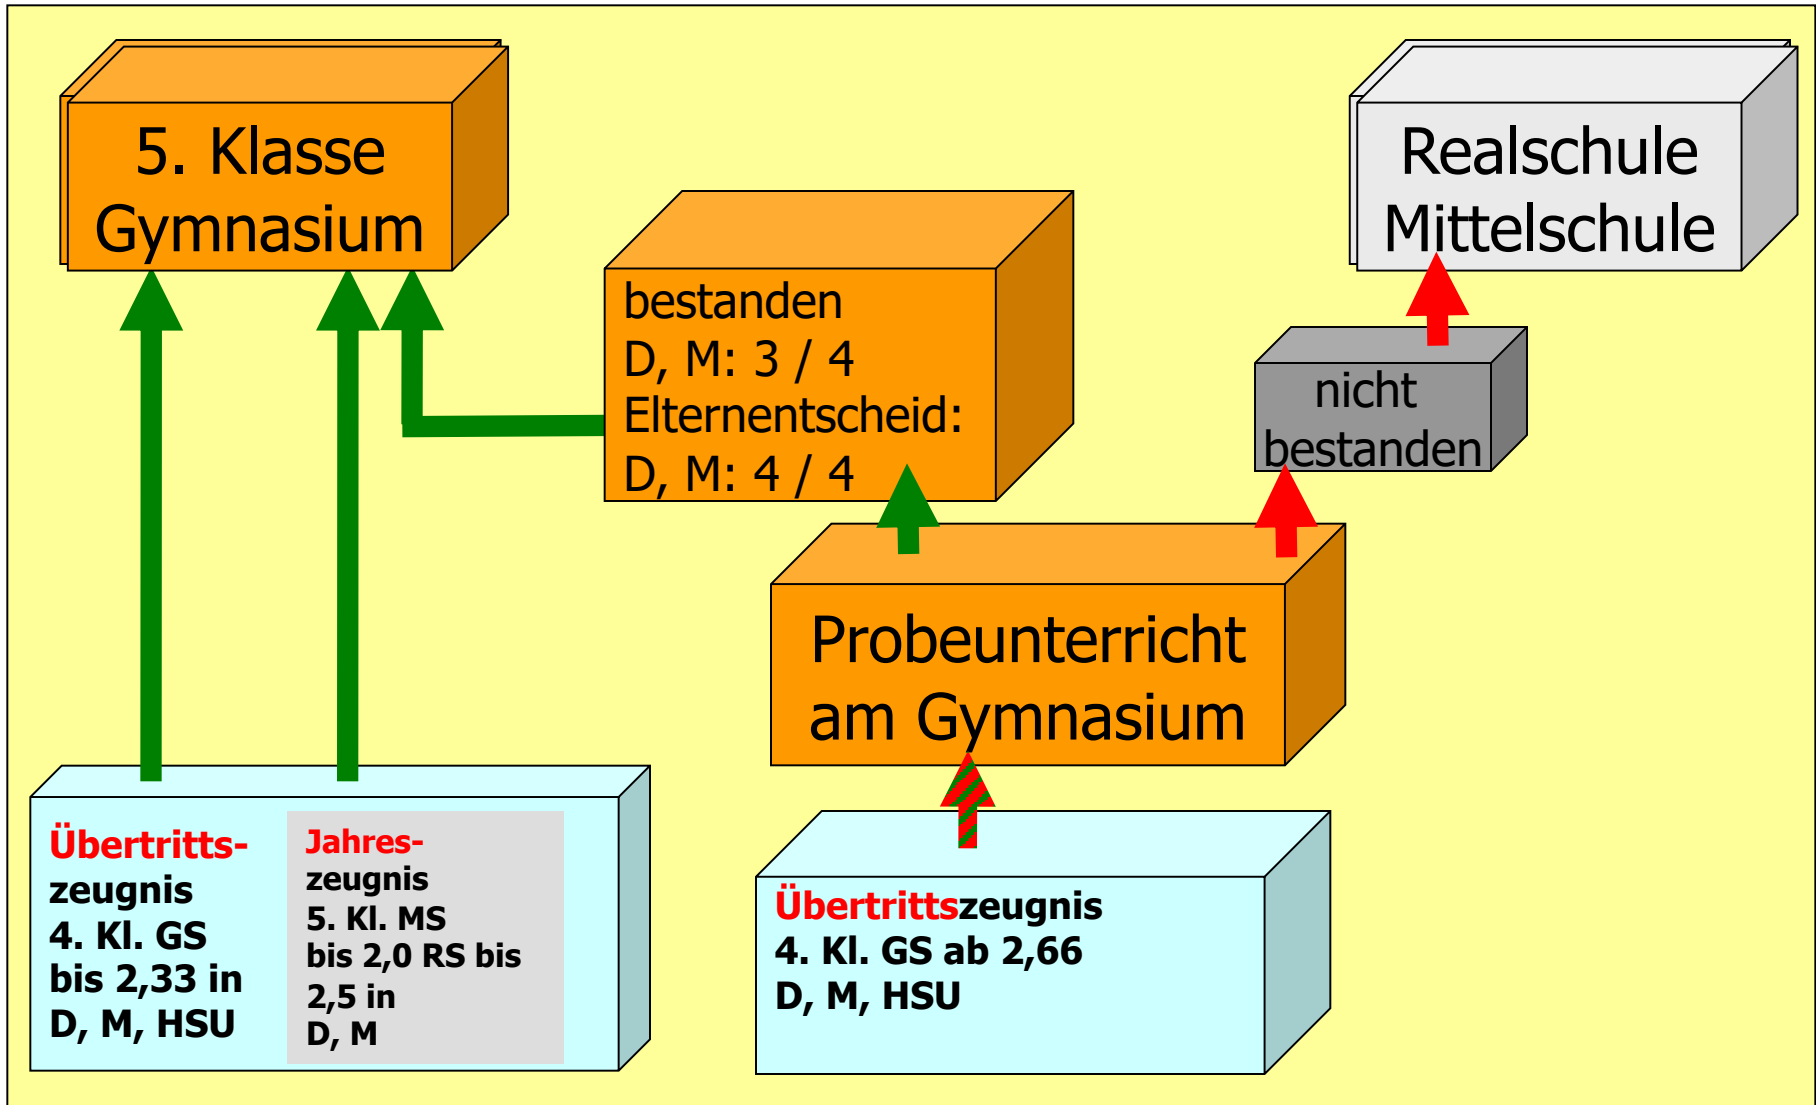 5. Klasse
Gymnasium
Realschule
Mittelschule
bestanden
D, M: 3 / 4
Elternentscheid:
D, M: 4 / 4
nicht
bestanden
Probeunterricht
am Gymnasium
Übertritts-
zeugnis
4. Kl. GS
bis 2,33 in
D, M, HSU
Jahres-
zeugnis
5. Kl. MS
bis 2,0 RS bis
2,5 in
D, M
Übertrittszeugnis
4. Kl. GS ab 2,66
D, M, HSU